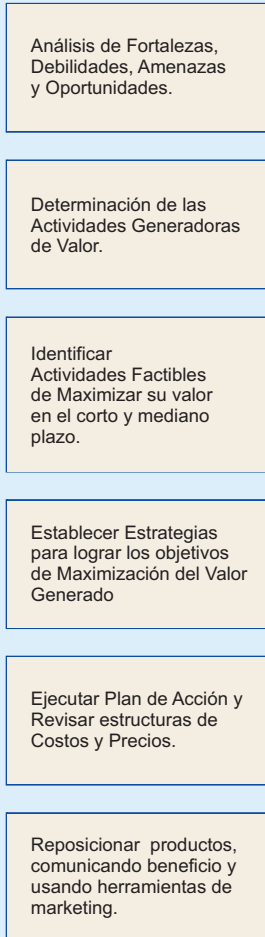 Análisis de Fortalezas,
Debilidades, Amenazas
y Oportunidades.
Determinación de las
Actividades Generadoras
de Valor.
Identificar
Actividades Factibles
de Maximizar su valor
en el corto y mediano
plazo.
Establecer Estrategias
para lograr los objetivos
de Maximización del Valor
Generado
Ejecutar Plan de Acción y
Revisar estructuras de
Costos y Precios.
Reposicionar productos,
comunicando beneficio y
usando herramientas de
marketing.